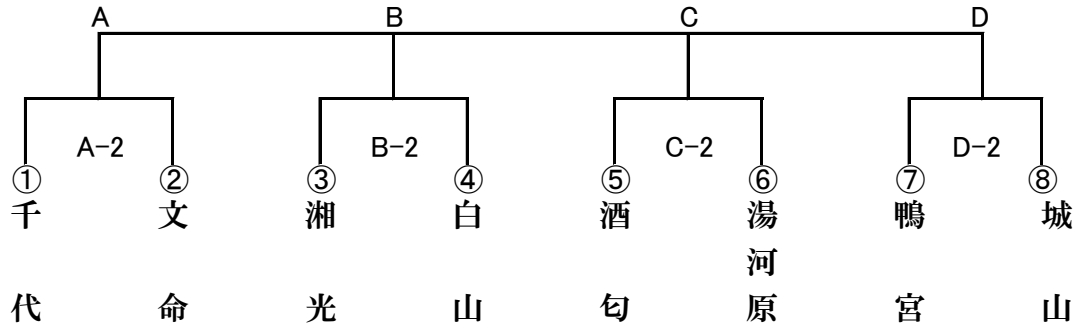 A B C D
A-2 B-2 C-2 D-2
① ② ③ ④ ⑤ ⑥ ⑦ ⑧
千代
文命
湘光
白山
酒匂
湯河原
鴨宮
城山